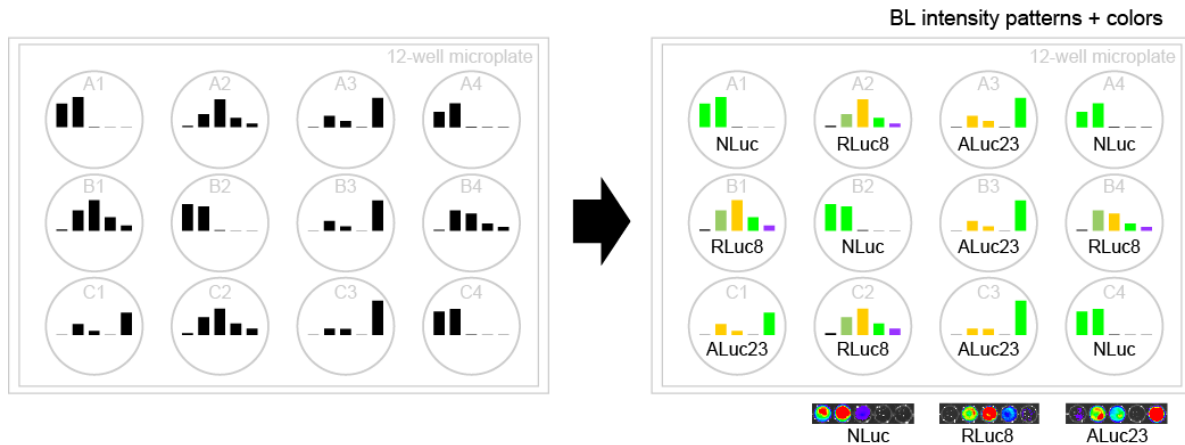 BL intensity patterns + colors
12-well microplate
A1
A2
A3
A4
B1
B2
B3
B4
C1
C2
C3
C4
12-well microplate
A1
A2
A3
A4
NLuc
RLuc8
ALuc23
NLuc
B1
B2
B3
B4
RLuc8
NLuc
ALuc23
RLuc8
C1
C2
C3
C4
ALuc23
RLuc8
ALuc23
NLuc
NLuc
RLuc8
ALuc23